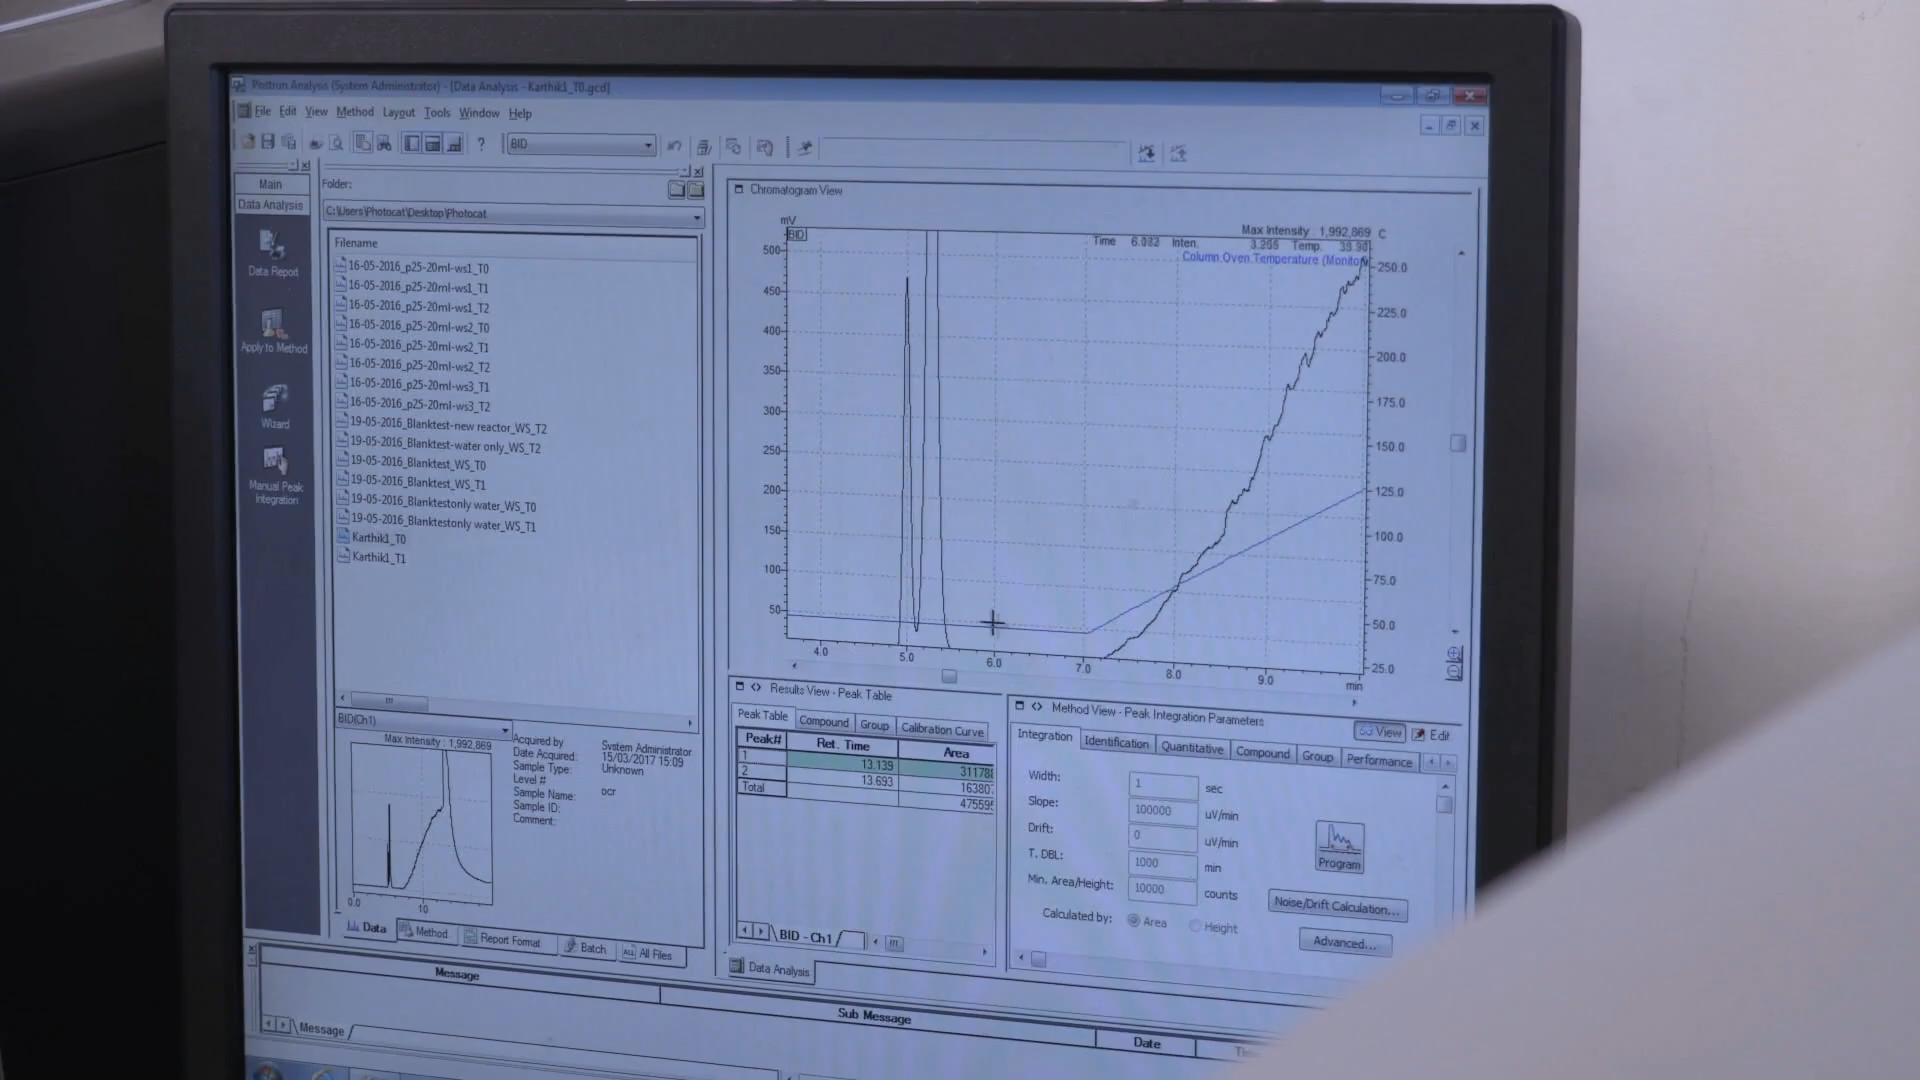 Postrun Analysis (System Administrator) - [Data Analysis - Karthik1_T0.gcd]
File Edit View Method Layout Tools Window Help
? BID
Main
Data Analysis
Data Report
Apply to Method
Wizard
Manual Peak
Integration
Folder:
C:\Users\Photocat\Desktop\Photocat
Filename
16-05-2016_p25-20ml-ws1_T0
16-05-2016_p25-20ml-ws1_T1
16-05-2016_p25-20ml-ws1_T2
16-05-2016_p25-20ml-ws2_T0
16-05-2016_p25-20ml-ws2_T1
16-05-2016_p25-20ml-ws2_T2
16-05-2016_p25-20ml-ws3_T1
16-05-2016_p25-20ml-ws3_T2
19-05-2016_Blanktest-new reactor_WS_T2
19-05-2016_Blanktest-water only_WS_T2
19-05-2016_Blanktest_WS_T0
19-05-2016_Blanktest_WS_T1
19-05-2016_Blanktestonly water_WS_T0
19-05-2016_Blanktestonly water_WS_T1
Karthik1_T0
Karthik1_T1
BID(Ch1)
Max Intensity : 1,992,869
0.0 10
Acquired by System Administrator
Date Acquired: 15/03/2017 15:09
Sample Type: Unknown
Level #
Sample Name: ocr
Sample ID:
Comment:
Data Method Report Format Batch All Files
Chromatogram View
mV
BID
Max Intensity 1,992,869 C
Time 6.032 Inten. Temp.
Column Oven Temperature (Monitor
500
450
400
350
300
250
200
150
100
50
250.0
225.0
200.0
175.0
150.0
125.0
100.0
75.0
50.0
25.0
4.0 5.0 6.0 7.0 8.0 9.0 min
Results View - Peak Table
Peak Table Compound Group Calibration Curve
Peak# Ret. Time Area
1 13.139 31178
2 13.693 16380
Total 47559
BID - Ch1
Data Analysis
Method View - Peak Integration Parameters
View Edit
Integration Identification Quantitative Compound Group Performance
Width: 1 sec
Slope: 100000 uV/min
Drift: 0 uV/min
T. DBL: 1000 min
Min. Area/Height: 10000 counts
Calculated by: Area Height
Program
Noise/Drift Calculation...
Advanced...
Message
Sub Message
Date
Message